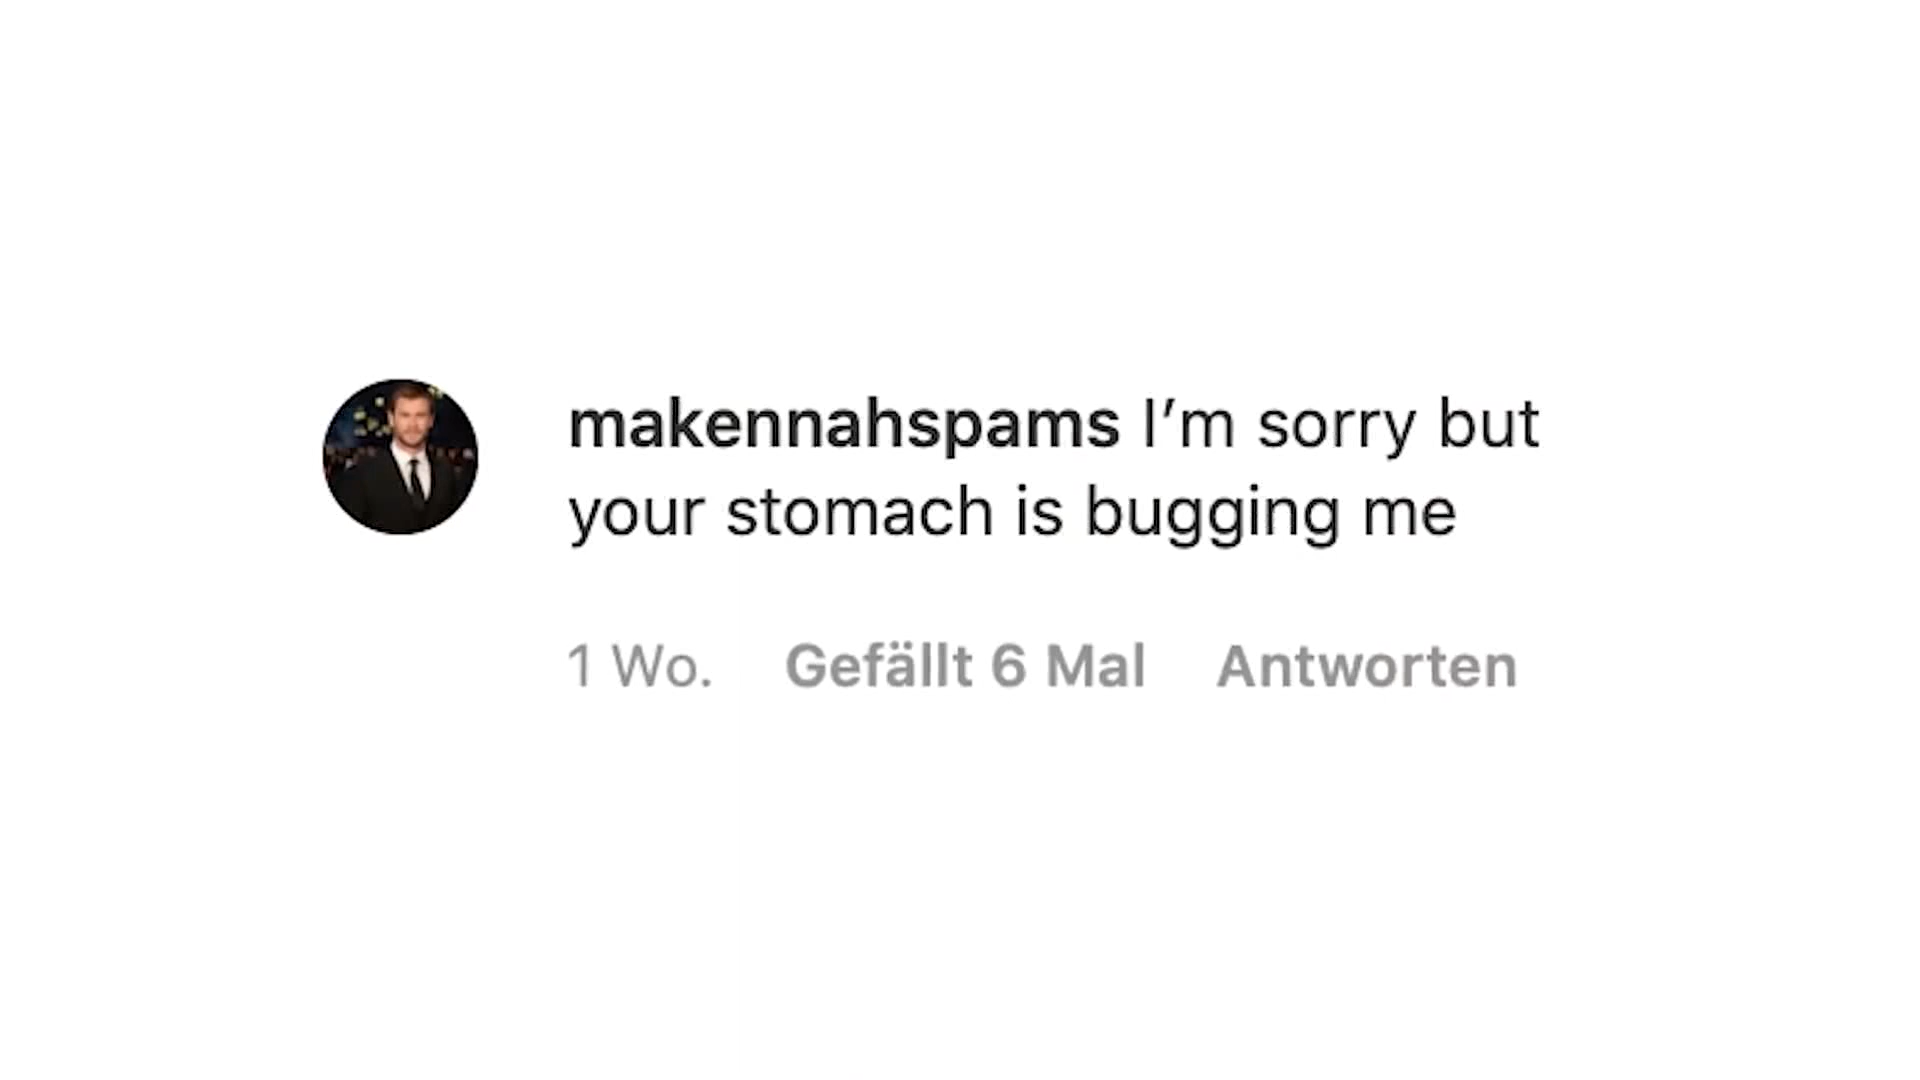 makennahspams I’m sorry but
your stomach is bugging me
1 Wo. Gefällt 6 Mal Antworten